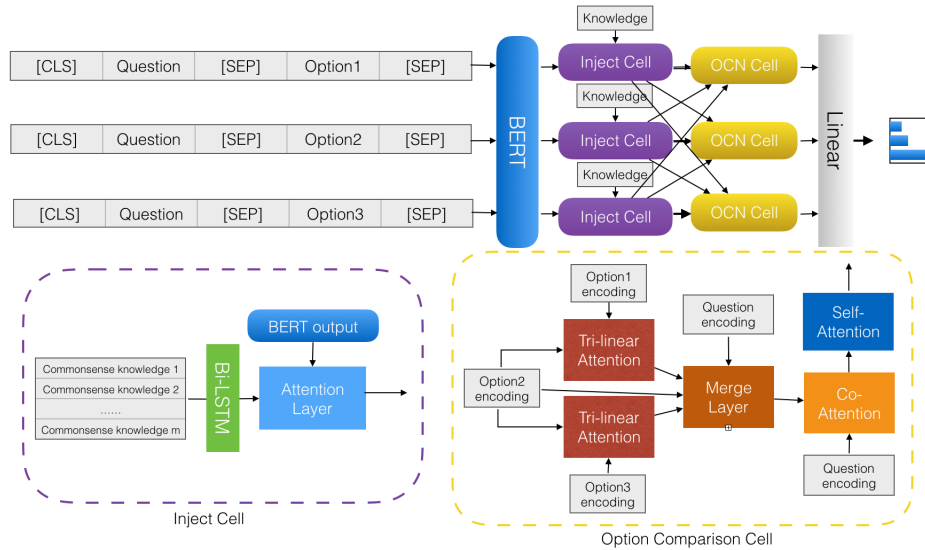 Knowledge
[CLS] Question [SEP] Option1 [SEP]
Inject Cell
OCN Cell
Knowledge
[CLS] Question [SEP] Option2 [SEP]
BERT
Inject Cell
OCN Cell
Linear
Knowledge
[CLS] Question [SEP] Option3 [SEP]
Inject Cell
OCN Cell
BERT output
Commonsense knowledge 1
Commonsense knowledge 2
......
Commonsense knowledge m
Bi-LSTM
Attention
Layer
Inject Cell
Option1
encoding
Question
encoding
Self-
Attention
Tri-linear
Attention
Option2
encoding
Merge
Layer
Co-
Attention
Tri-linear
Attention
Option3
encoding
Question
encoding
Option Comparison Cell